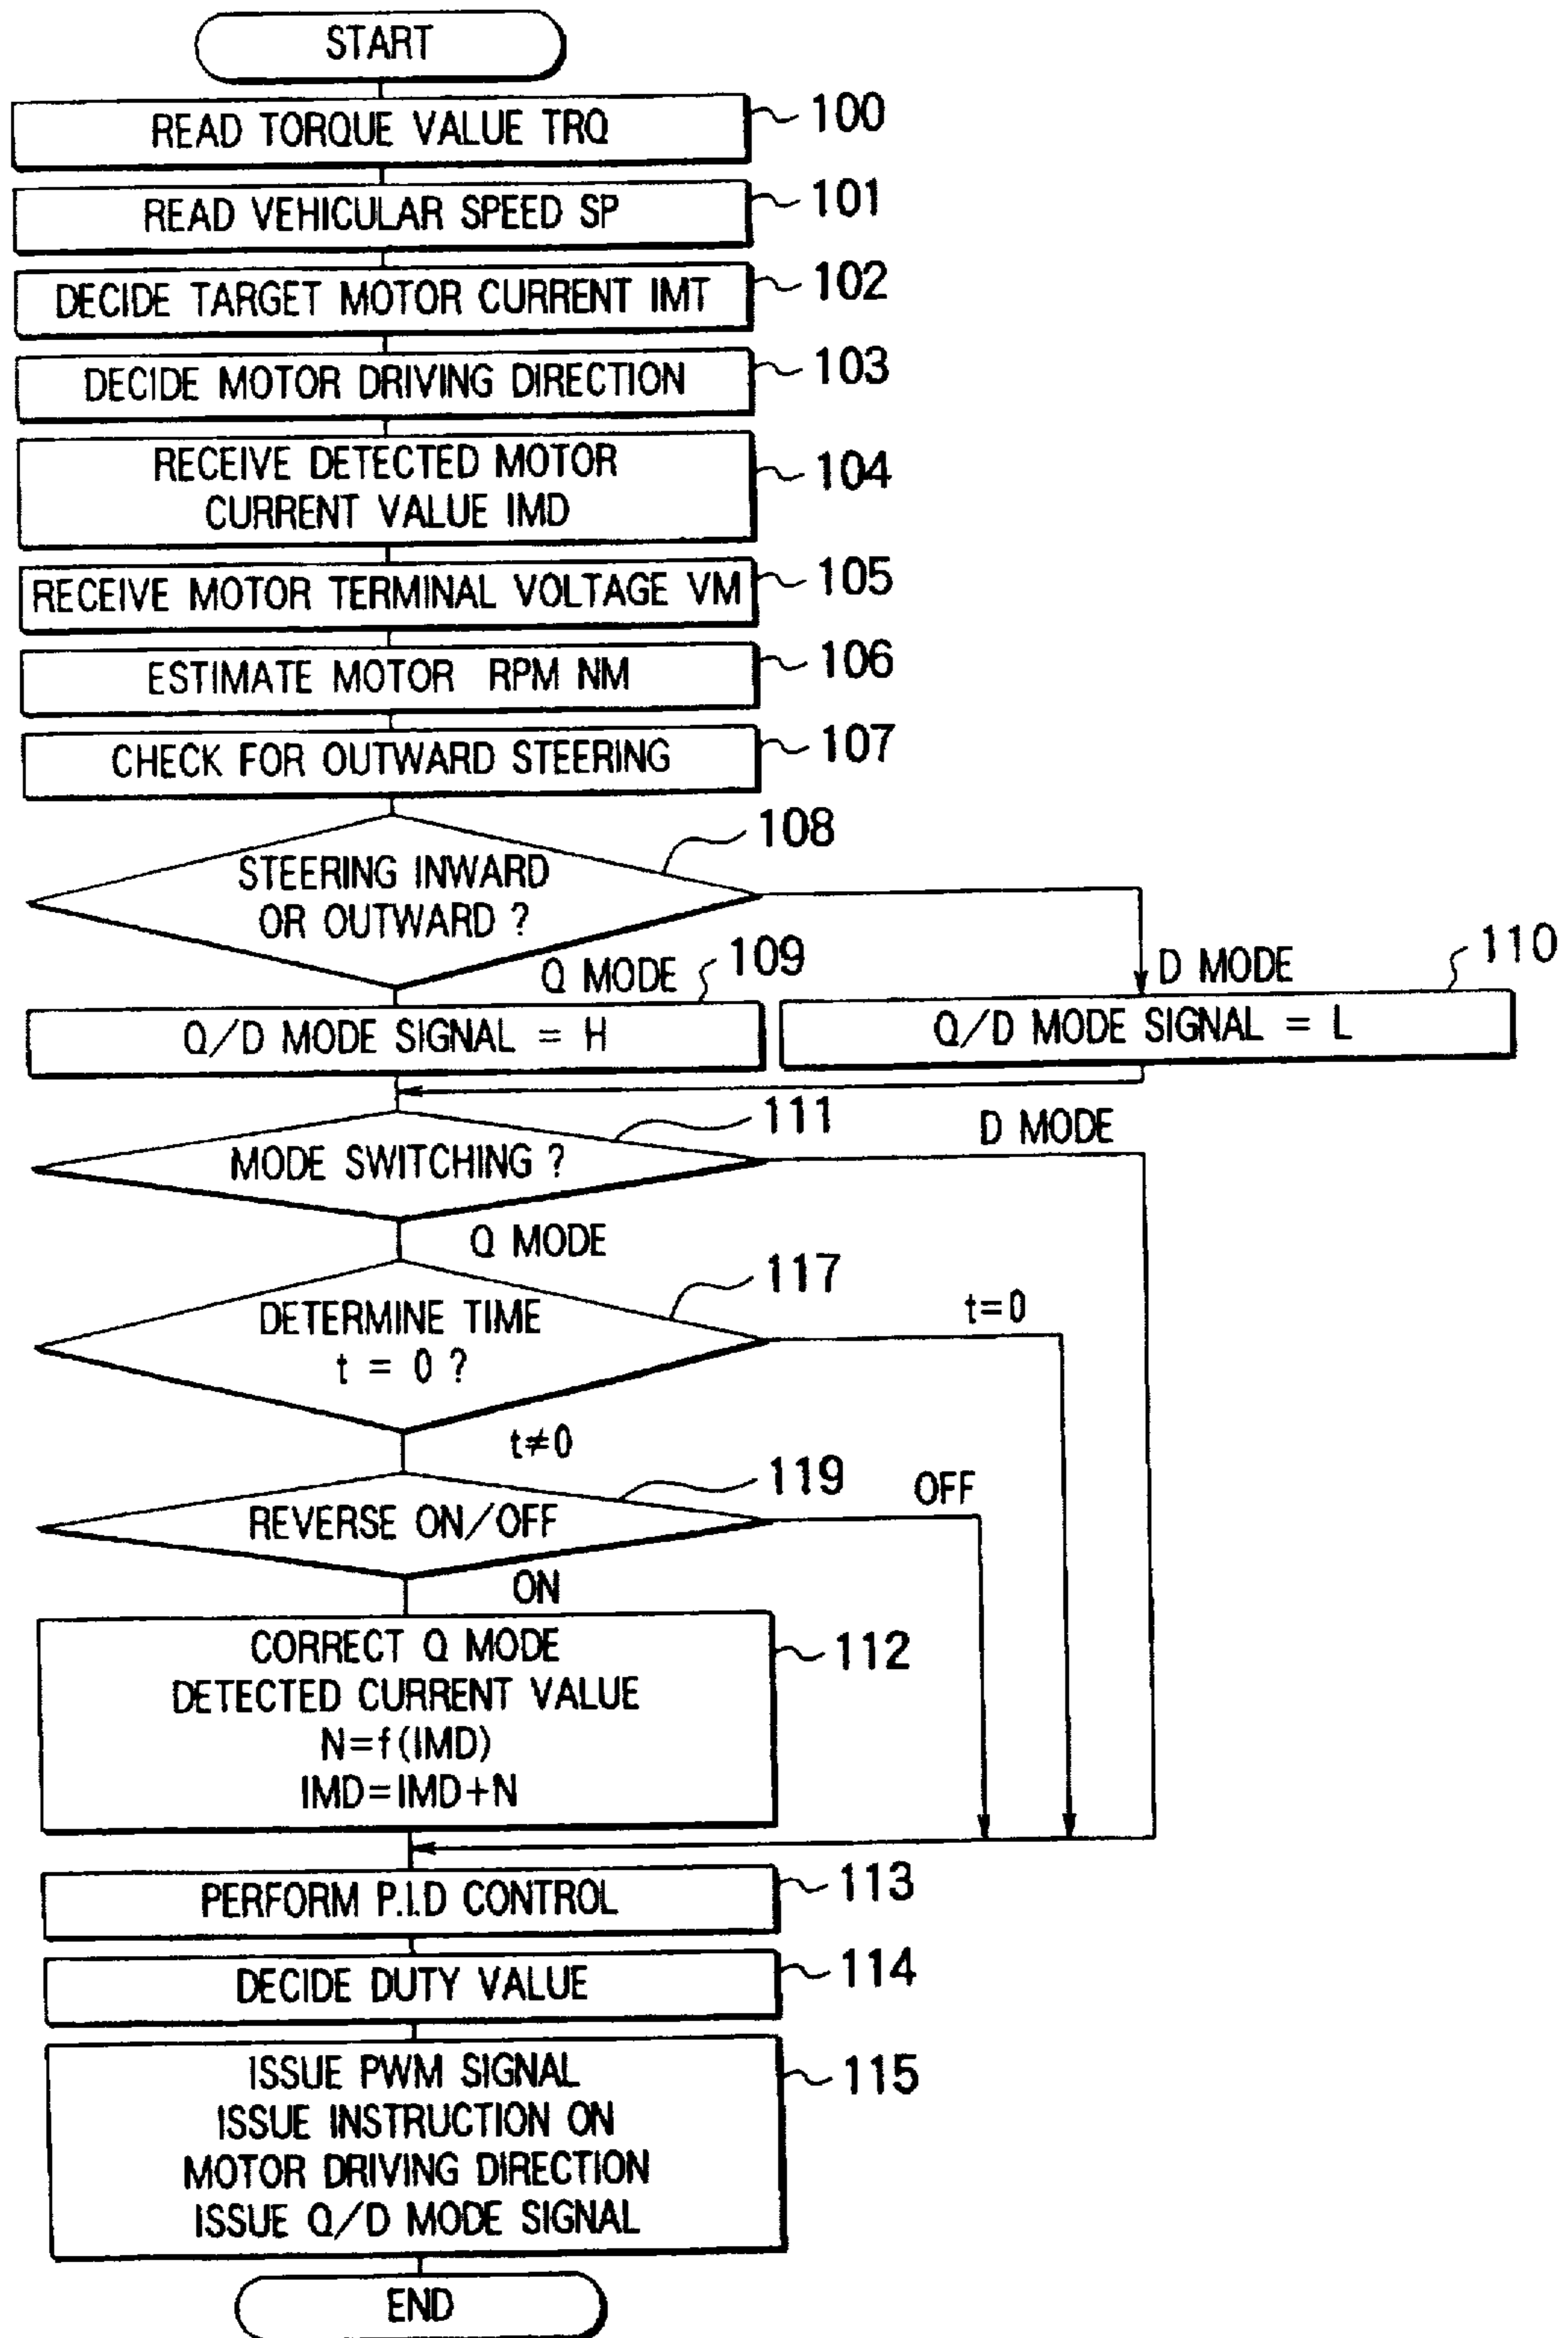 START
READ TORQUE VALUE TRQ
100
READ VEHICULAR SPEED SP
101
DECIDE TARGET MOTOR CURRENT IMT
102
DECIDE MOTOR DRIVING DIRECTION
103
RECEIVE DETECTED MOTOR
CURRENT VALUE IMD
104
RECEIVE MOTOR TERMINAL VOLTAGE VM
105
ESTIMATE MOTOR RPM NM
106
CHECK FOR OUTWARD STEERING
107
108
STEERING INWARD
OR OUTWARD ?
Q MODE
109
D MODE
110
Q/D MODE SIGNAL = H
Q/D MODE SIGNAL = L
111
D MODE
MODE SWITCHING ?
Q MODE
117
DETERMINE TIME
t = 0 ?
t=0
t≠0
119
OFF
REVERSE ON/OFF
ON
CORRECT Q MODE
DETECTED CURRENT VALUE
N=f(IMD)
IMD=IMD+N
112
PERFORM P.I.D CONTROL
113
DECIDE DUTY VALUE
114
ISSUE PWM SIGNAL
ISSUE INSTRUCTION ON
MOTOR DRIVING DIRECTION
ISSUE Q/D MODE SIGNAL
115
END